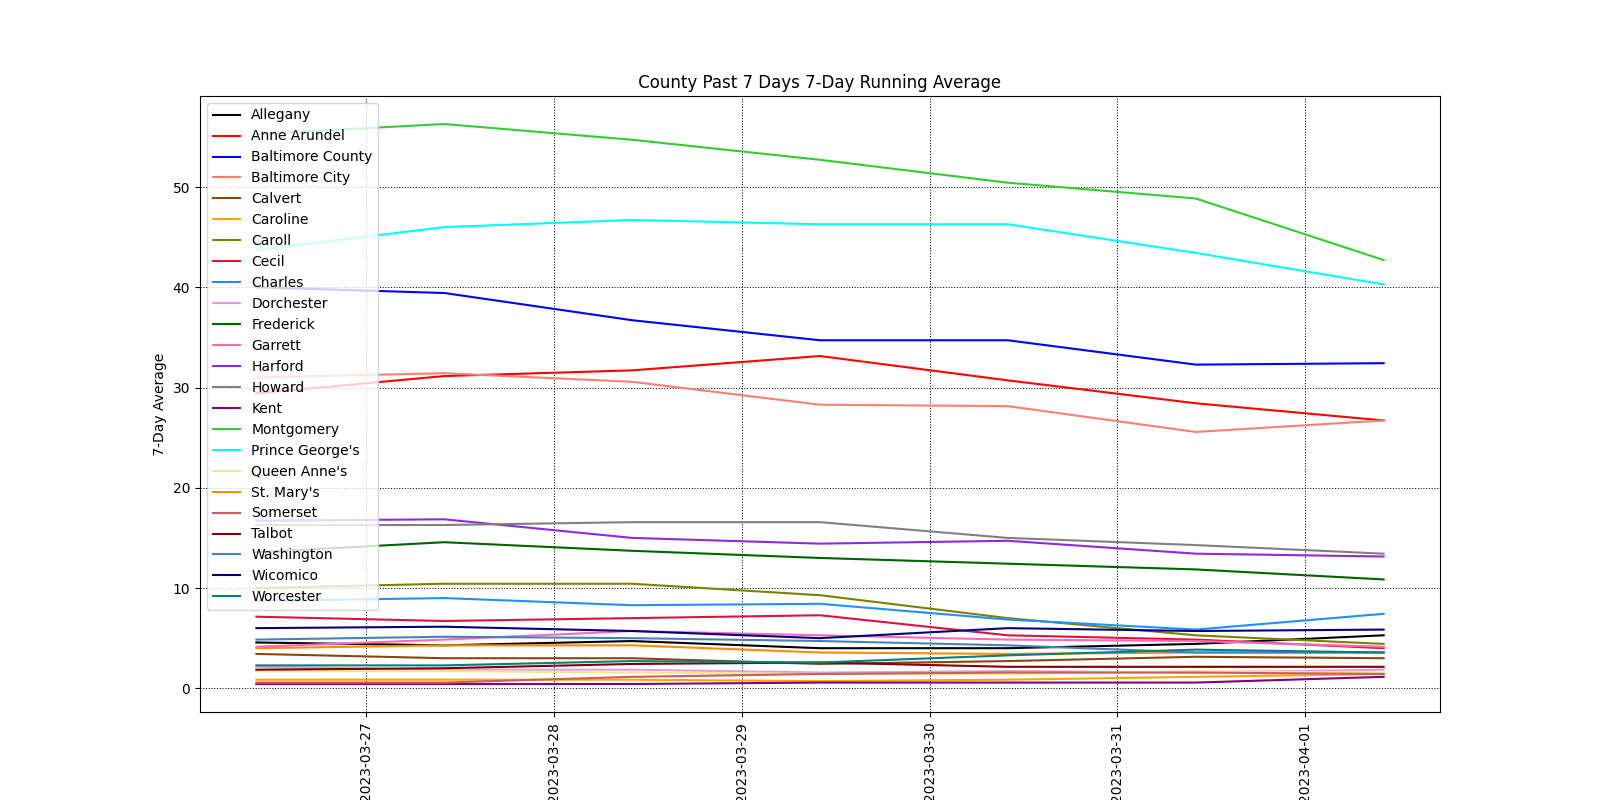 County Past 7 Days 7-Day Running Average
Allegany
Anne Arundel
Baltimore County
Baltimore City
Calvert
Caroline
Caroll
Cecil
Charles
Dorchester
Frederick
Garrett
Harford
Howard
Kent
Montgomery
Prince George's
Queen Anne's
St. Mary's
Somerset
Talbot
Washington
Wicomico
Worcester
7-Day Average
50
40
30
20
10
0
2023-03-27
2023-03-28
2023-03-29
2023-03-30
2023-03-31
2023-04-01